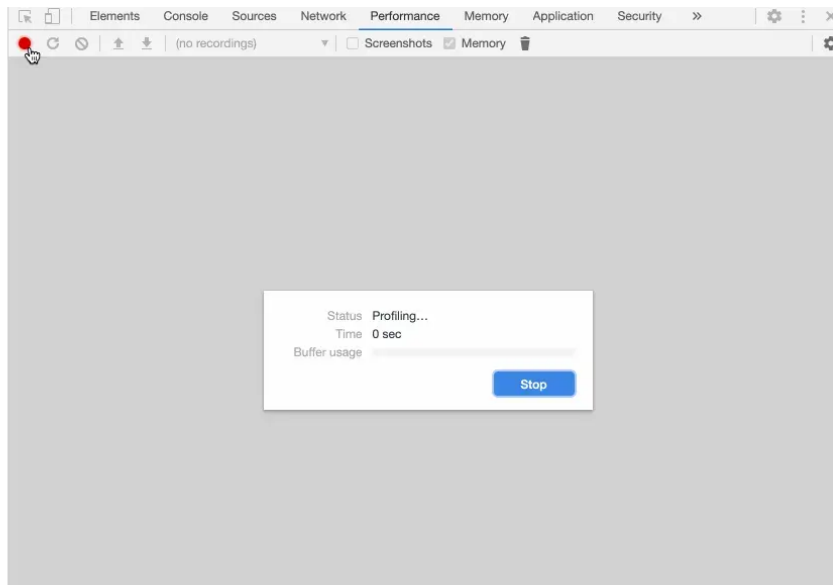 Elements Console Sources Network Performance Memory Application Security »
(no recordings) Screenshots Memory
Status Profiling…
Time 0 sec
Buffer usage
Stop